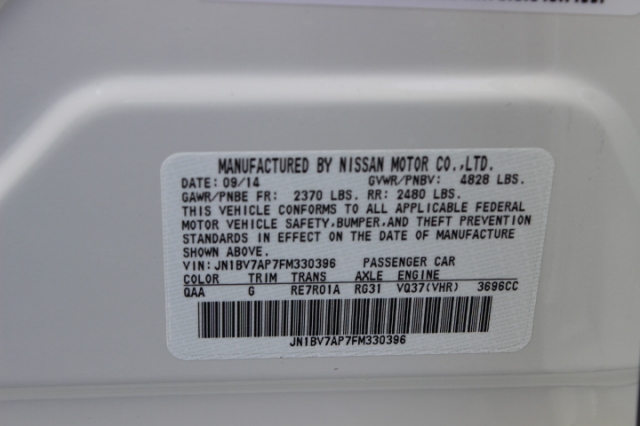 MANUFACTURED BY NISSAN MOTOR CO.,LTD.
DATE: 09/14 GVWR/PNBV: 4828 LBS.
GAWR/PNBE FR: 2370 LBS. RR: 2480 LBS.
THIS VEHICLE CONFORMS TO ALL APPLICABLE FEDERAL
MOTOR VEHICLE SAFETY,BUMPER,AND THEFT PREVENTION
STANDARDS IN EFFECT ON THE DATE OF MANUFACTURE
SHOWN ABOVE.
VIN:JN1BV7AP7FM330396 PASSENGER CAR
COLOR TRIM TRANS AXLE ENGINE
QAA G RE7R01A RG31 VQ37(VHR) 3696CC
JN1BV7AP7FM330396